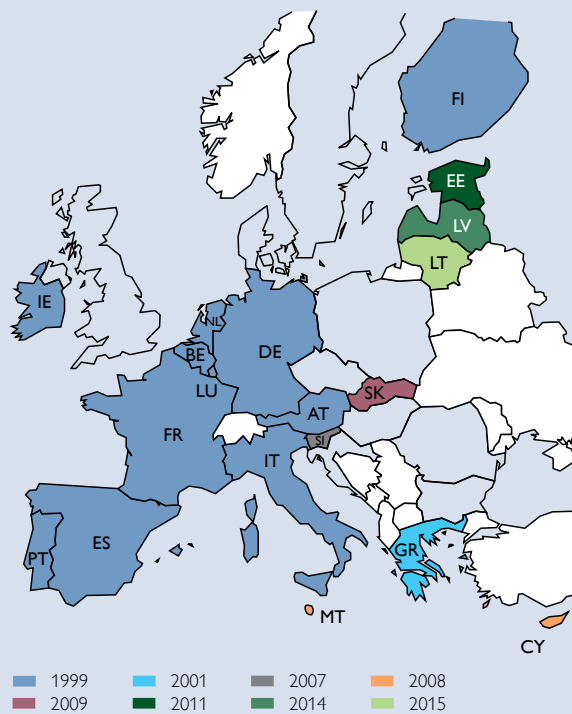 FI
EE
LV
LT
IE
NL
BE
DE
LU
SK
AT
FR
SI
IT
ES
PT
GR
MT
CY
1999 2001 2007 2008
2009 2011 2014 2015